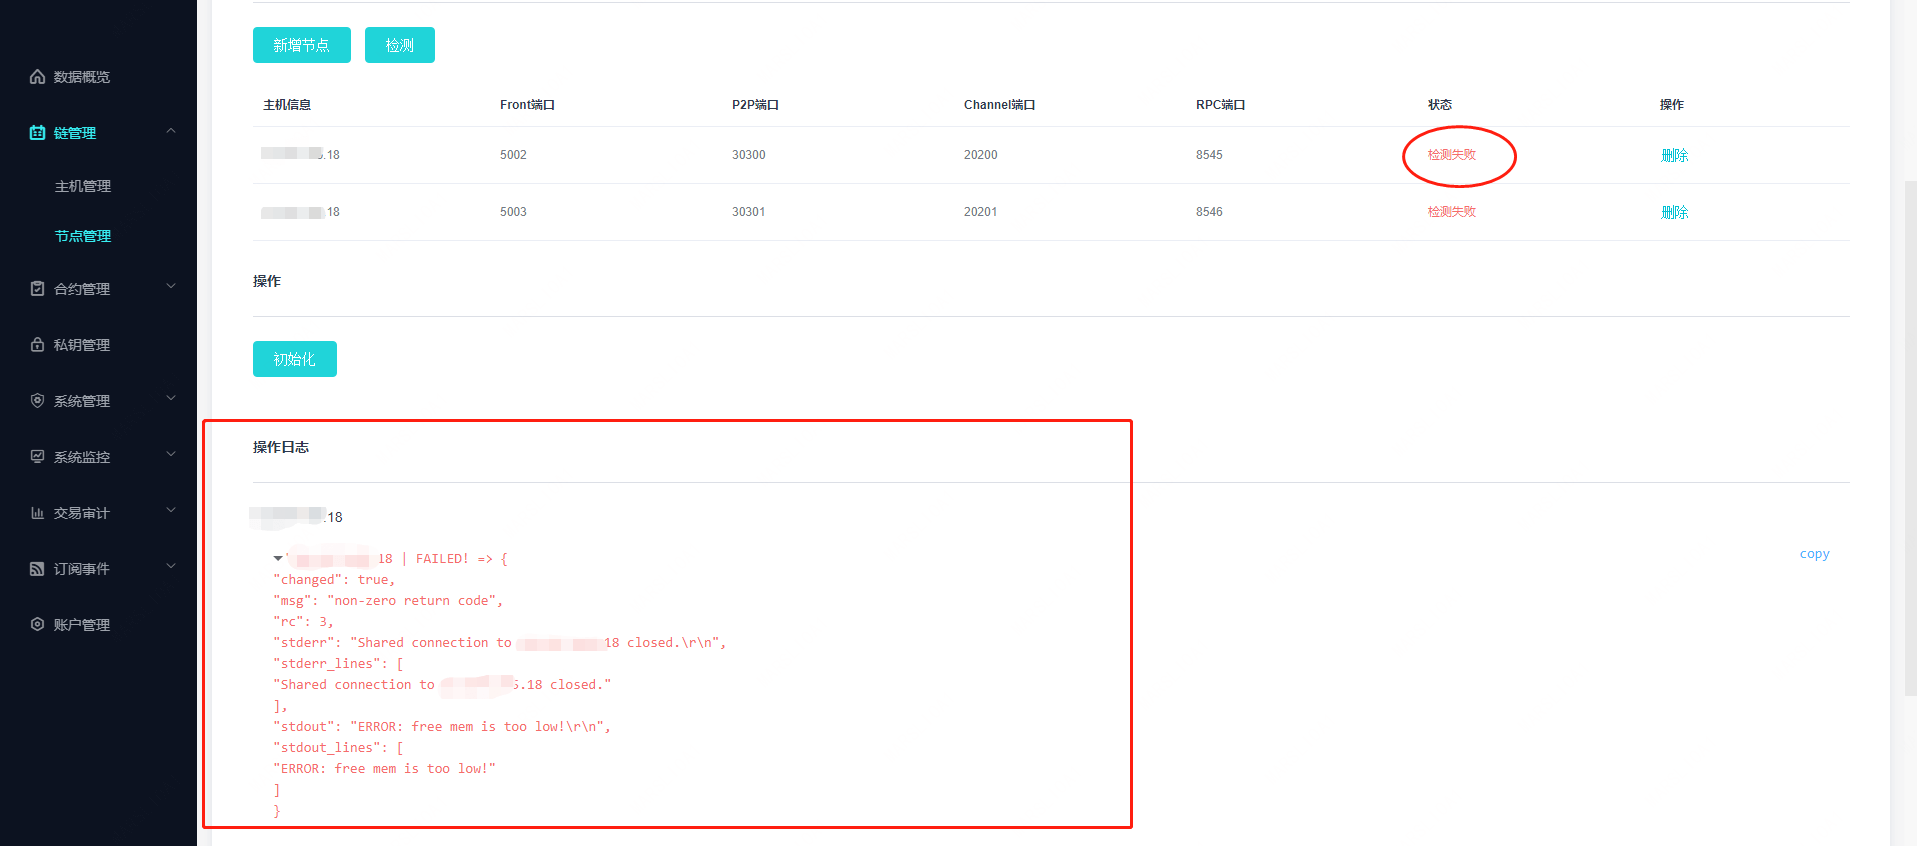 数据概览
链管理
主机管理
节点管理
合约管理
私钥管理
系统管理
系统监控
交易审计
订阅事件
账户管理
新增节点 检测
主机信息 Front端口 P2P端口 Channel端口 RPC端口 状态 操作
.18 5002 30300 20200 8545 检测失败 删除
18 5003 30301 20201 8546 检测失败 删除
操作
初始化
操作日志
.18
18 | FAILED! => {
copy
"changed": true,
"msg": "non-zero return code",
"rc": 3,
"stderr": "Shared connection to 18 closed.\r\n",
"stderr_lines": [
"Shared connection to 5.18 closed."
],
"stdout": "ERROR: free mem is too low!\r\n",
"stdout_lines": [
"ERROR: free mem is too low!"
]
}